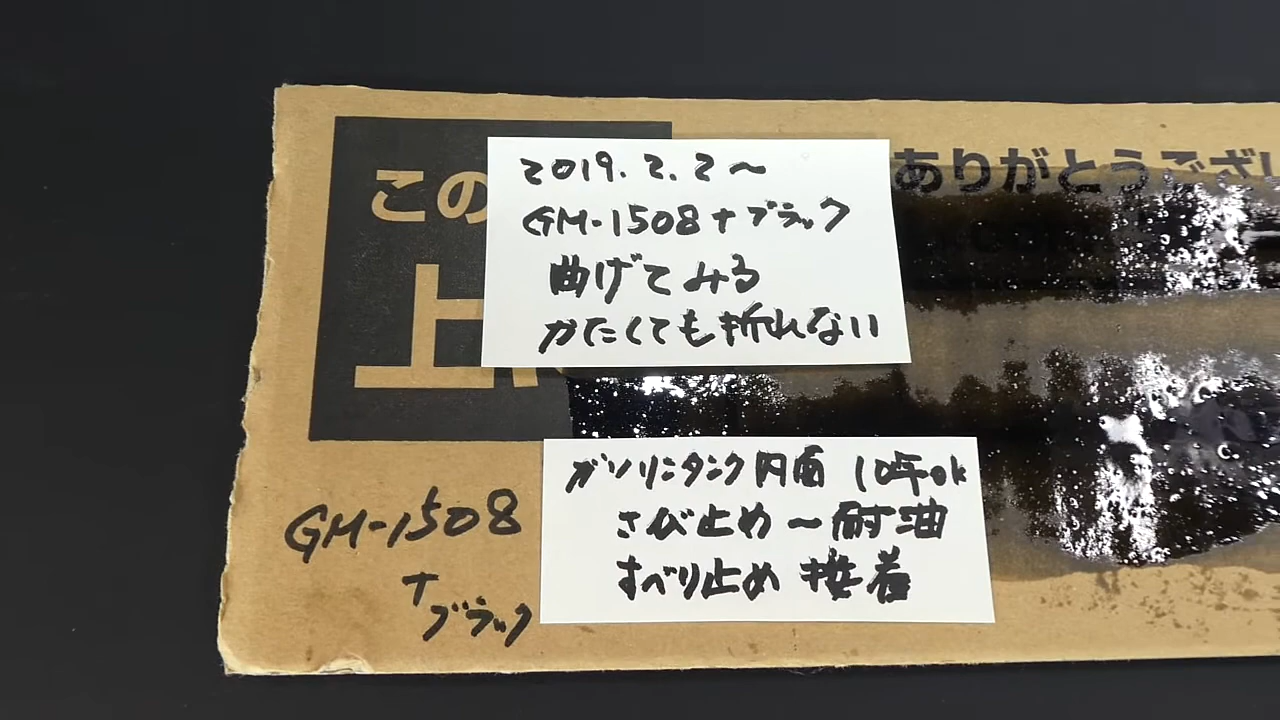 この
ありがとうござい
上
2019.2.2～
GM-1508+ブラック
曲げてみる
かたくても折れない
ガソリンタンク内面 10年ok
さび止め～耐油
すべり止め 接着
GM-1508
+
ブラック